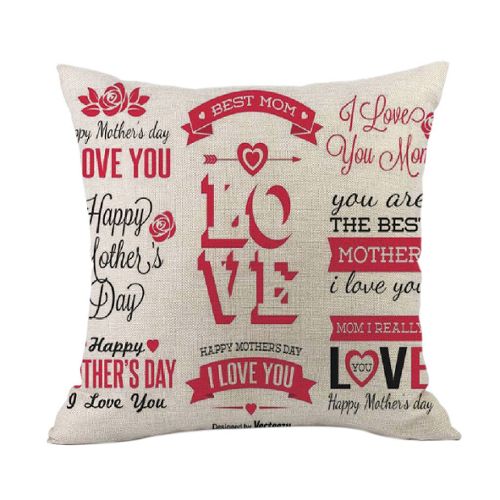 ppy Mother's day
OVE YOU
Happy
other's
Day
Happy
THER'S DAY
I Love You
BEST MOM
LO
VE
HAPPY MOTHER'S DAY
I LOVE YOU
Designed by Vecteezy
I Love
You Mom
you are
THE BEST
MOTHER
i love you
MOM I REALLY
LOVE
YOU
Happy Mother's day